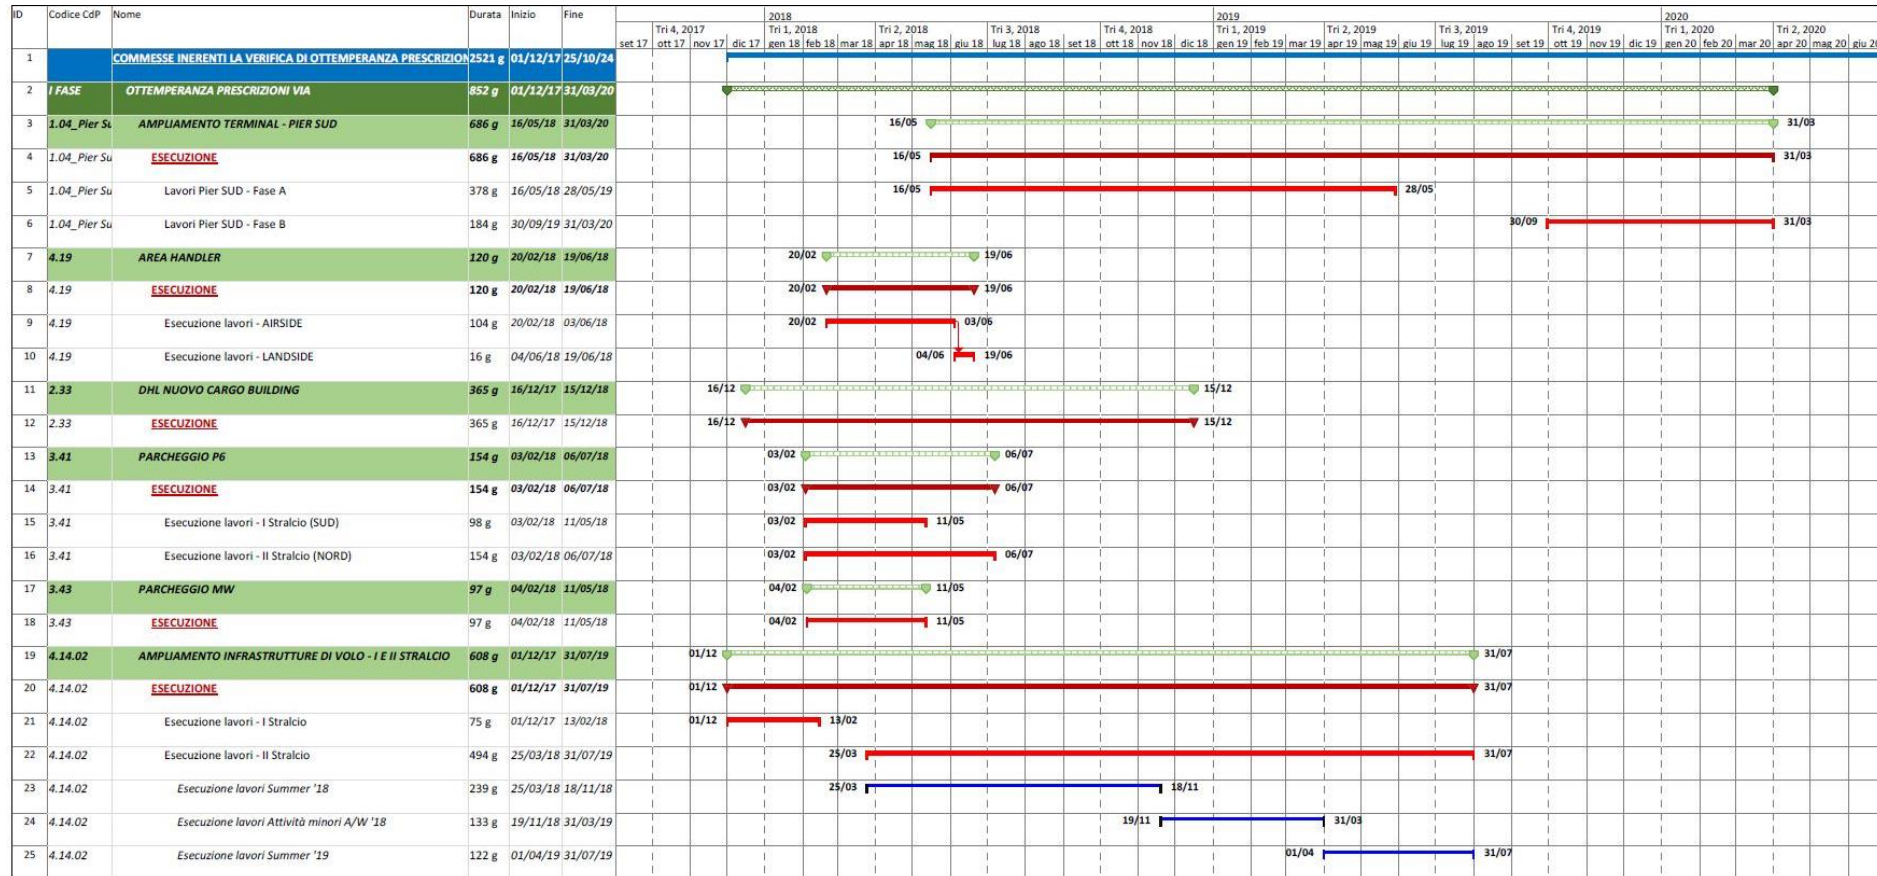 ID Codice CdP Nome Durata Inizio Fine
2018 2019 2020
Tri 4, 2017 Tri 1, 2018 Tri 2, 2018 Tri 3, 2018 Tri 4, 2018 Tri 1, 2019 Tri 2, 2019 Tri 3, 2019 Tri 4, 2019 Tri 1, 2020 Tri 2, 2020
set 17 ott 17 nov 17 dic 17 gen 18 feb 18 mar 18 apr 18 mag 18 giu 18 lug 18 ago 18 set 18 ott 18 nov 18 dic 18 gen 19 feb 19 mar 19 apr 19 mag 19 giu 19 lug 19 ago 19 set 19 ott 19 nov 19 dic 19 gen 20 feb 20 mar 20 apr 20 mag 20 giu 20
1 COMMESSE INERENTI LA VERIFICA DI OTTEMPERANZA PRESCRIZION 2521 g 01/12/17 25/10/24
2 I FASE OTTEMPERANZA PRESCRIZIONI VIA 852 g 01/12/17 31/03/20
3 1.04_Pier Su AMPLIAMENTO TERMINAL - PIER SUD 686 g 16/05/18 31/03/20 16/05 31/03
4 1.04_Pier Su ESECUZIONE 686 g 16/05/18 31/03/20 16/05 31/03
5 1.04_Pier Su Lavori Pier SUD - Fase A 378 g 16/05/18 28/05/19 16/05 28/05
6 1.04_Pier Su Lavori Pier SUD - Fase B 184 g 30/09/19 31/03/20 30/09 31/03
7 4.19 AREA HANDLER 120 g 20/02/18 19/06/18 20/02 19/06
8 4.19 ESECUZIONE 120 g 20/02/18 19/06/18 20/02 19/06
9 4.19 Esecuzione lavori - AIRSIDE 104 g 20/02/18 03/06/18 20/02 03/06
10 4.19 Esecuzione lavori - LANDSIDE 16 g 04/06/18 19/06/18 04/06 19/06
11 2.33 DHL NUOVO CARGO BUILDING 365 g 16/12/17 15/12/18 16/12 15/12
12 2.33 ESECUZIONE 365 g 16/12/17 15/12/18 16/12 15/12
13 3.41 PARCHEGGIO P6 154 g 03/02/18 06/07/18 03/02 06/07
14 3.41 ESECUZIONE 154 g 03/02/18 06/07/18 03/02 06/07
15 3.41 Esecuzione lavori - I Stralcio (SUD) 98 g 03/02/18 11/05/18 03/02 11/05
16 3.41 Esecuzione lavori - II Stralcio (NORD) 154 g 03/02/18 06/07/18 03/02 06/07
17 3.43 PARCHEGGIO MW 97 g 04/02/18 11/05/18 04/02 11/05
18 3.43 ESECUZIONE 97 g 04/02/18 11/05/18 04/02 11/05
19 4.14.02 AMPLIAMENTO INFRASTRUTTURE DI VOLO - I E II STRALCIO 608 g 01/12/17 31/07/19 01/12 31/07
20 4.14.02 ESECUZIONE 608 g 01/12/17 31/07/19 01/12 31/07
21 4.14.02 Esecuzione lavori - I Stralcio 75 g 01/12/17 13/02/18 01/12 13/02
22 4.14.02 Esecuzione lavori - II Stralcio 494 g 25/03/18 31/07/19 25/03 31/07
23 4.14.02 Esecuzione lavori Summer '18 239 g 25/03/18 18/11/18 25/03 18/11
24 4.14.02 Esecuzione lavori Attività minori A/W '18 133 g 19/11/18 31/03/19 19/11 31/03
25 4.14.02 Esecuzione lavori Summer '19 122 g 01/04/19 31/07/19 01/04 31/07